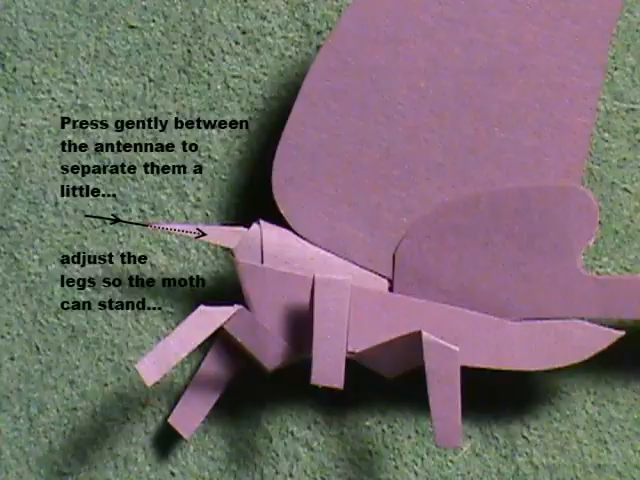 Press gently between
the antennae to
separate them a
little...
adjust the
legs so the moth
can stand...